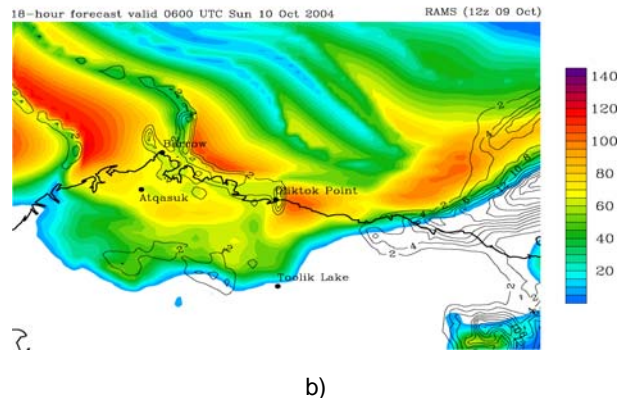 18-hour forecast valid 0600 UTC Sun 10 Oct 2004 RAMS (12z 09 Oct)
140
120
100
80
60
40
20
Barrow
Atqasuk
Oliktok Point
Toolik Lake
b)